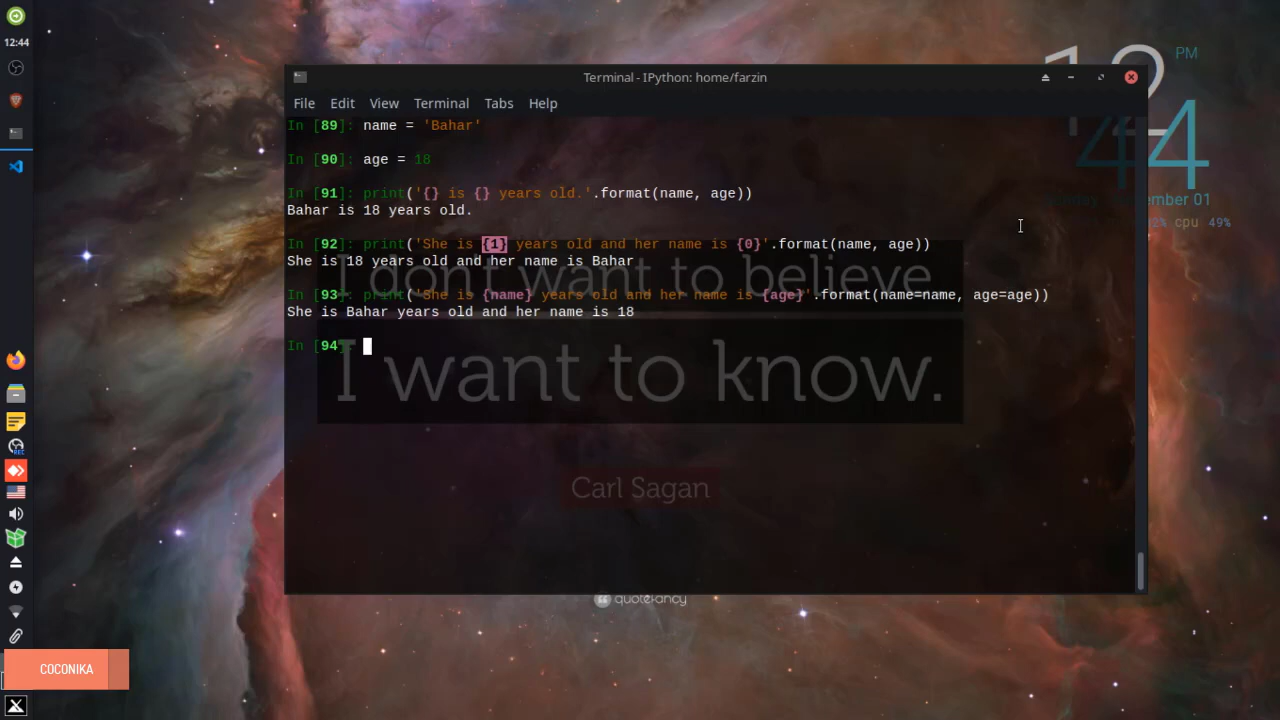 12:44
PM
Terminal - IPython: home/farzin
File Edit View Terminal Tabs Help
In [89]: name = 'Bahar'
In [90]: age = 18
In [91]: print('{} is {} years old.'.format(name, age))
Bahar is 18 years old.
In [92]: print('She is {1} years old and her name is {0}'.format(name, age))
She is 18 years old and her name is Bahar
In [93]: print('She is {name} years old and her name is {age}'.format(name=name, age=age))
She is Bahar years old and her name is 18
In [94]:
12
44
01
cpu 49%
I don't want to believe
I want to know.
Carl Sagan
quotefancy
REC
COCONIKA